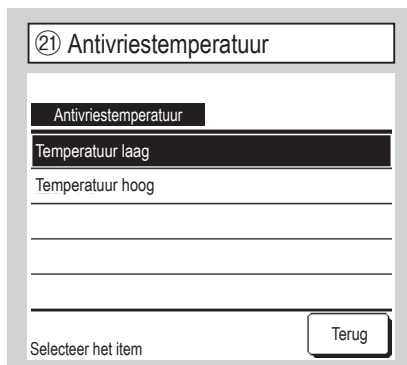 ㉑ Antivriestemperatuur
Antivriestemperatuur
Temperatuur laag
Temperatuur hoog
Selecteer het item
Terug